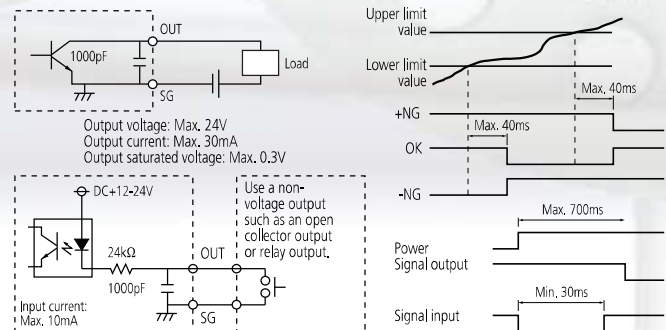 OUT
1000pF
Load
SG
Output voltage: Max. 24V
Output current: Max. 30mA
Output saturated voltage: Max. 0.3V
DC+12-24V
Use a non-
voltage output
such as an open
collector output
or relay output.
24kΩ
OUT
1000pF
Input current:
Max. 10mA
SG
Upper limit
value
Lower limit
value
Max. 40ms
+NG
Max. 40ms
OK
-NG
Max. 700ms
Power
Signal output
Min. 30ms
Signal input